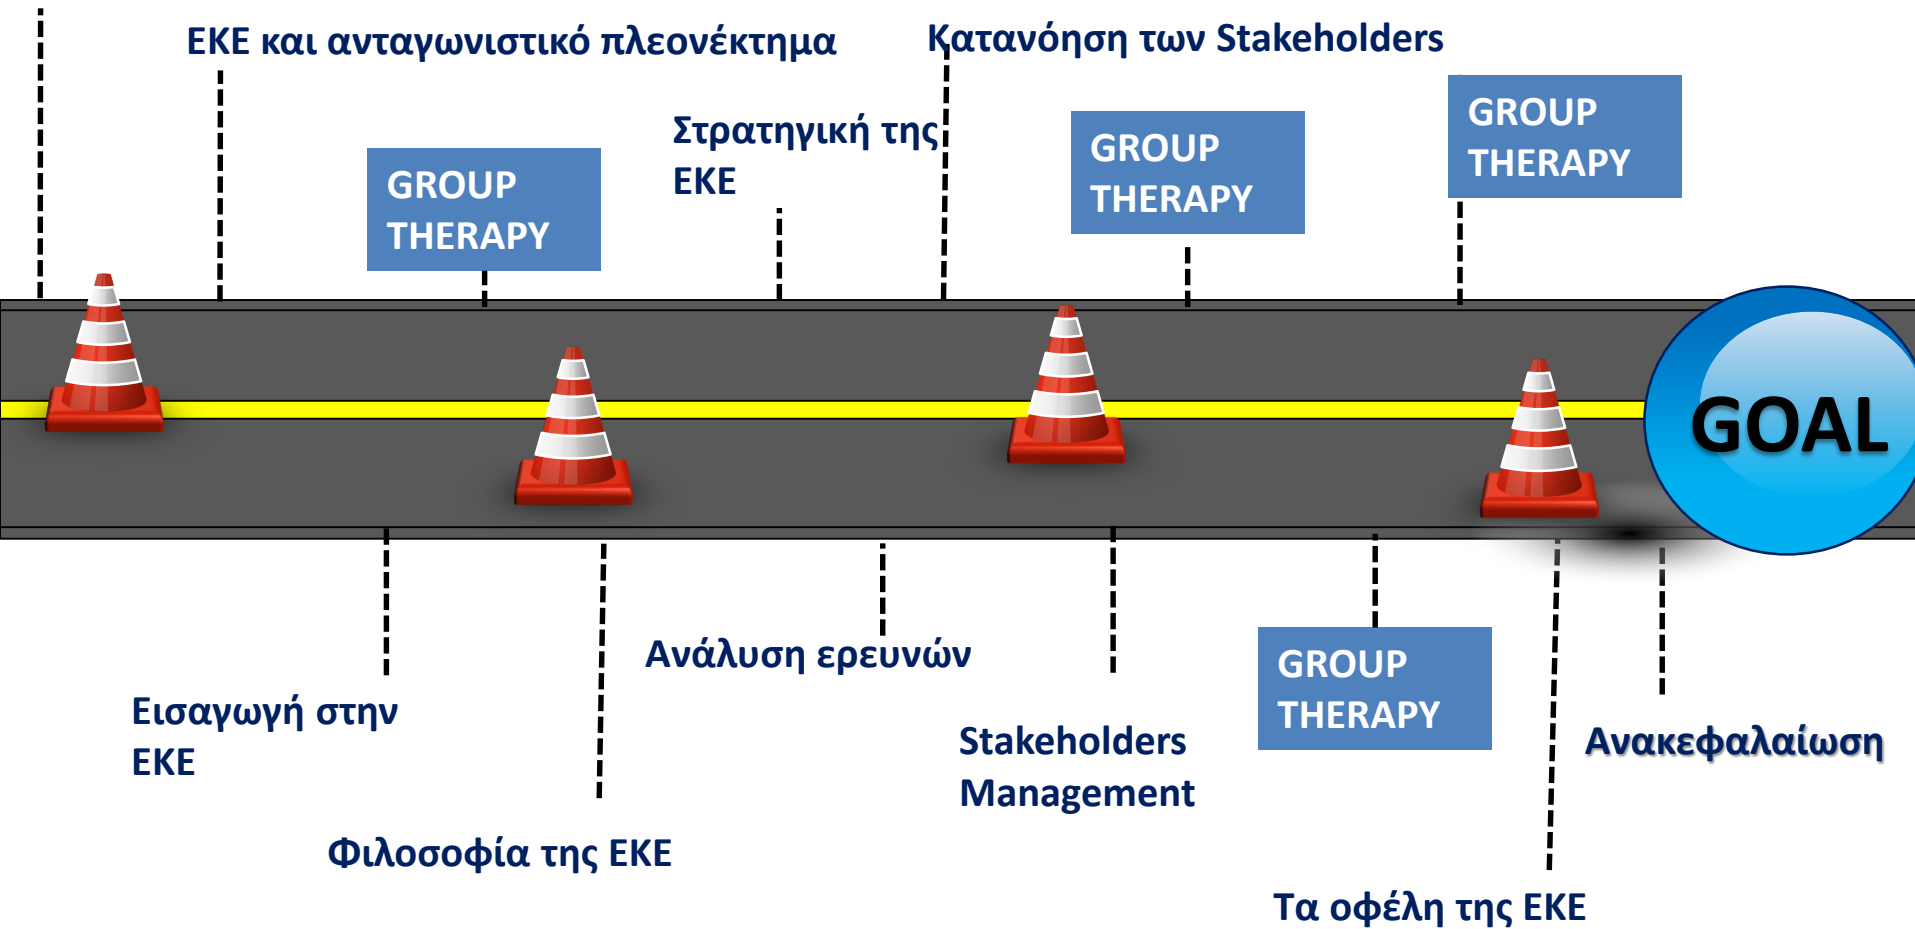 ΕΚΕ και ανταγωνιστικό πλεονέκτημα
Κατανόηση των Stakeholders
Στρατηγική της
ΕΚΕ
GROUP
THERAPY
GROUP
THERAPY
GROUP
THERAPY
GOAL
Εισαγωγή στην
ΕΚΕ
Φιλοσοφία της ΕΚΕ
Ανάλυση ερευνών
Stakeholders
Management
GROUP
THERAPY
Ανακεφαλαίωση
Τα οφέλη της ΕΚΕ